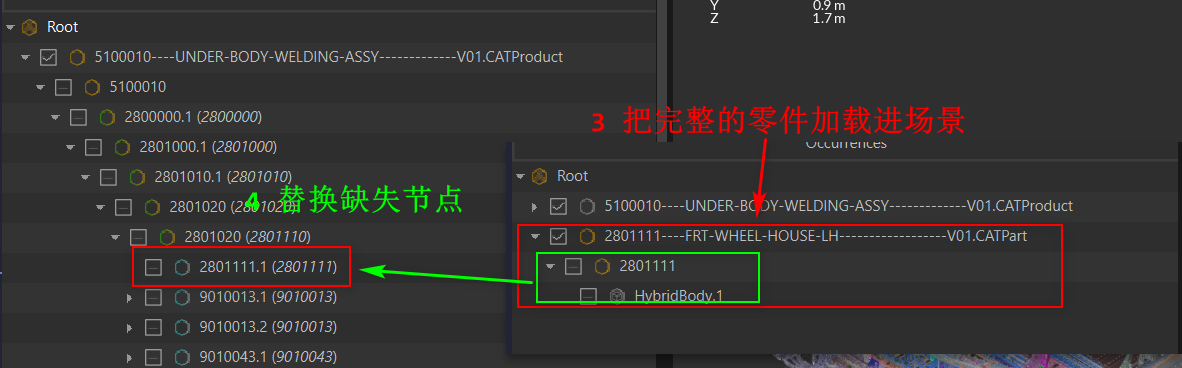 Y 0.9 m
Z 1.7 m
Root
5100010----UNDER-BODY-WELDING-ASSY-------------V01.CATProduct
5100010
2800000.1 (2800000)
2801000.1 (2801000)
2801010.1 (2801010)
2801020 (2801020)
2801020 (2801110)
2801111.1 (2801111)
9010013.1 (9010013)
9010013.2 (9010013)
9010043.1 (9010043)
3 把完整的零件加载进场景
4 替换缺失节点
Occurrences
Root
5100010----UNDER-BODY-WELDING-ASSY-------------V01.CATProduct
2801111----FRT-WHEEL-HOUSE-LH------------------V01.CATPart
2801111
HybridBody.1